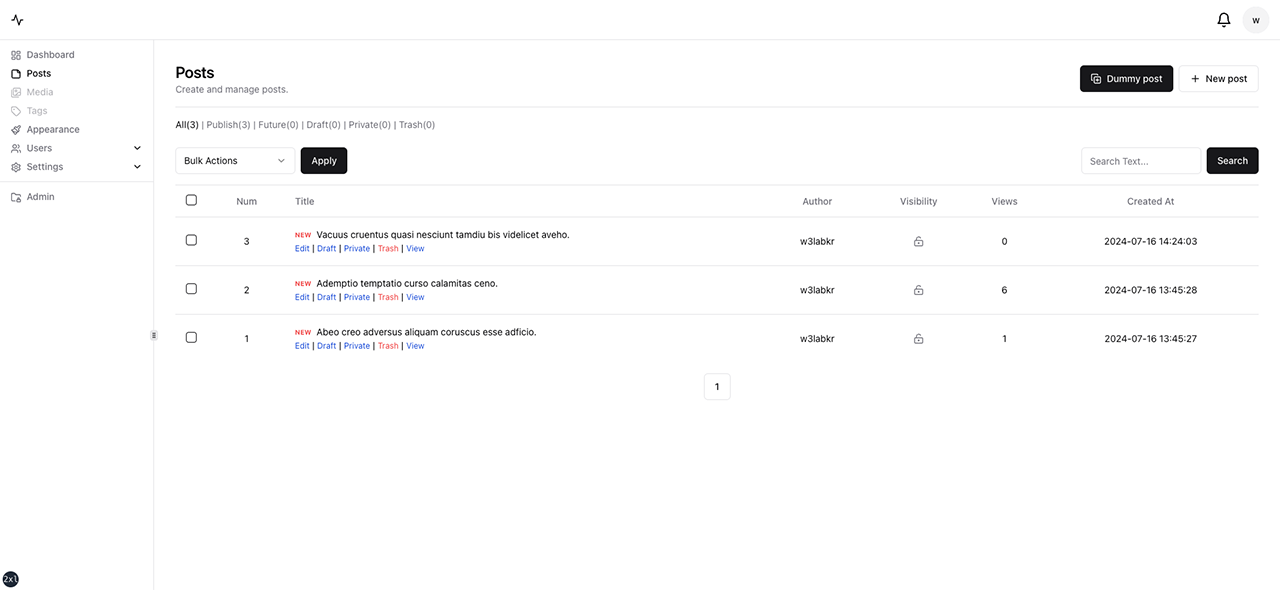 w
Dashboard
Posts
Media
Tags
Appearance
Users
Settings
Admin
Posts
Create and manage posts.
Dummy post
New post
All(3) | Publish(3) | Future(0) | Draft(0) | Private(0) | Trash(0)
Bulk Actions
Apply
Search Text...
Search
Num Title Author Visibility Views Created At
3 NEW Vacuus cruentus quasi nesciunt tamdiu bis videlicet aveho. w3labkr 0 2024-07-16 14:24:03
Edit | Draft | Private | Trash | View
2 NEW Ademptio temptatio curso calamitas ceno. w3labkr 6 2024-07-16 13:45:28
Edit | Draft | Private | Trash | View
1 NEW Abeo creo adversus aliquam coruscus esse adficio. w3labkr 1 2024-07-16 13:45:27
Edit | Draft | Private | Trash | View
1
2xl